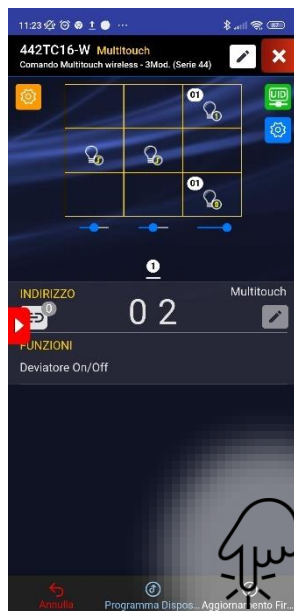 11:23
442TC16-W Multitouch
Comando Multitouch wireless - 3Mod. (Serie 44)
UID
01
01
1
INDIRIZZO
Multitouch
0
0 2
FUNZIONI
Deviatore On/Off
Annulla
Programma Dispos...
Aggiornamento Fir...